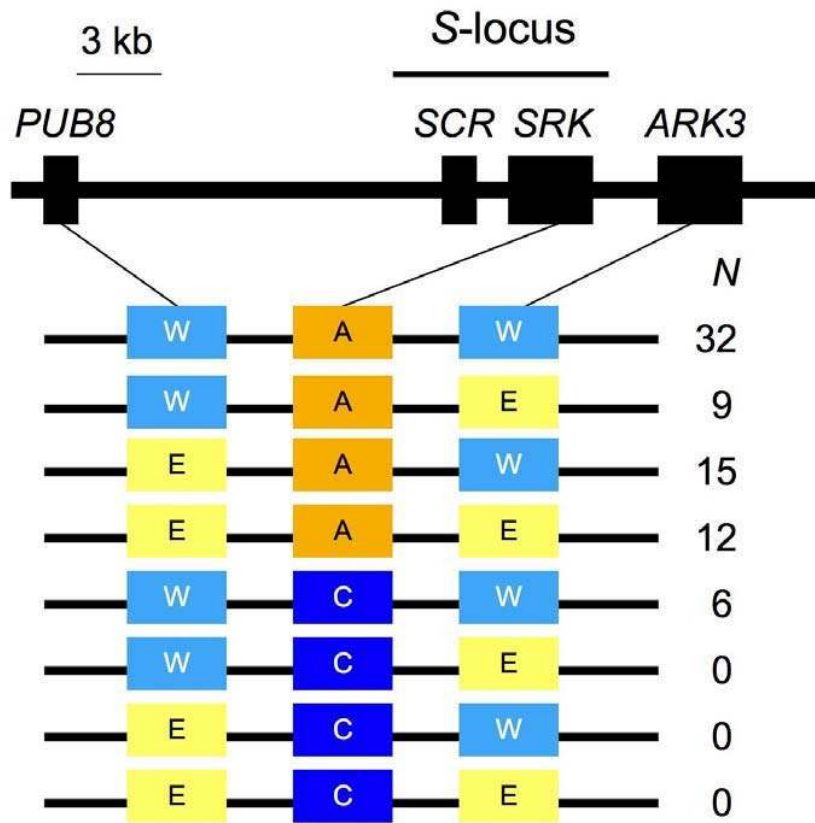 3 kb
S-locus
PUB8 SCR SRK ARK3
N
W A W 32
W A E 9
E A W 15
E A E 12
W C W 6
W C E 0
E C W 0
E C E 0